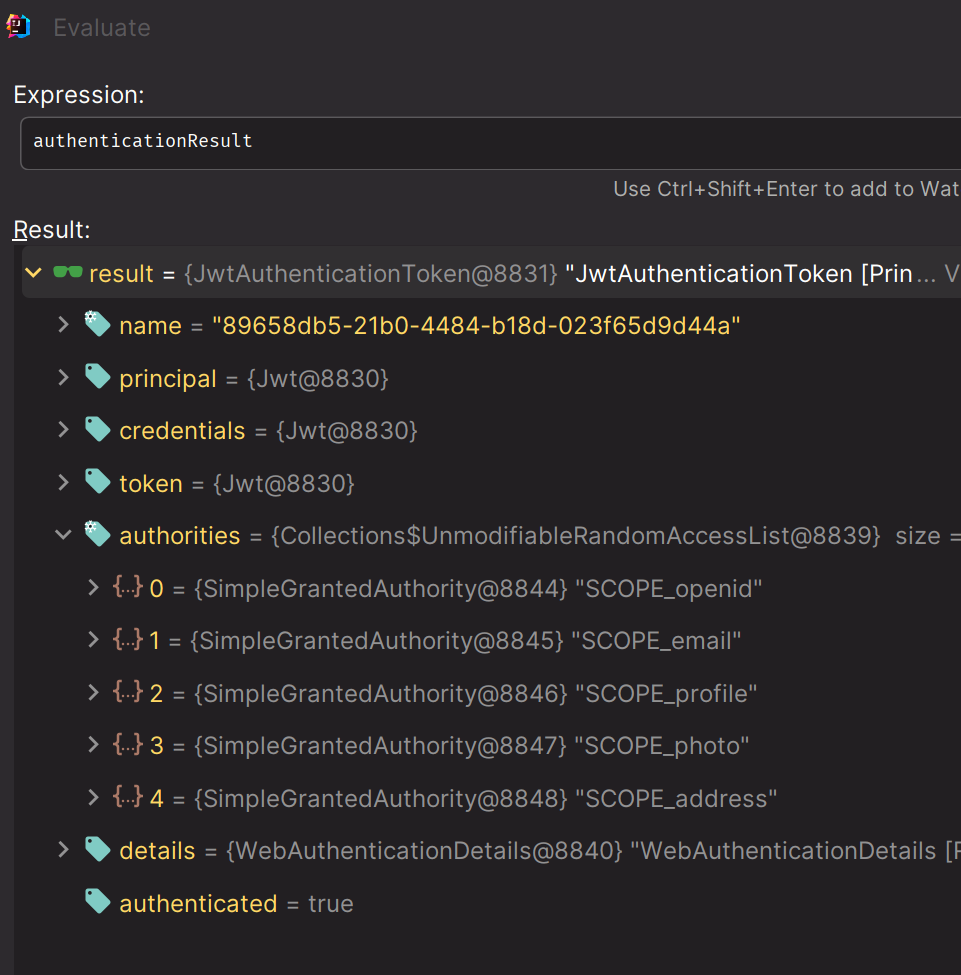 Evaluate
Expression:
authenticationResult
Use Ctrl+Shift+Enter to add to Wat
Result:
result = {JwtAuthenticationToken@8831} "JwtAuthenticationToken [Prin... V
name = "89658db5-21b0-4484-b18d-023f65d9d44a"
principal = {Jwt@8830}
credentials = {Jwt@8830}
token = {Jwt@8830}
authorities = {Collections$UnmodifiableRandomAccessList@8839} size =
{...} 0 = {SimpleGrantedAuthority@8844} "SCOPE_openid"
{...} 1 = {SimpleGrantedAuthority@8845} "SCOPE_email"
{...} 2 = {SimpleGrantedAuthority@8846} "SCOPE_profile"
{...} 3 = {SimpleGrantedAuthority@8847} "SCOPE_photo"
{...} 4 = {SimpleGrantedAuthority@8848} "SCOPE_address"
details = {WebAuthenticationDetails@8840} "WebAuthenticationDetails [R
authenticated = true